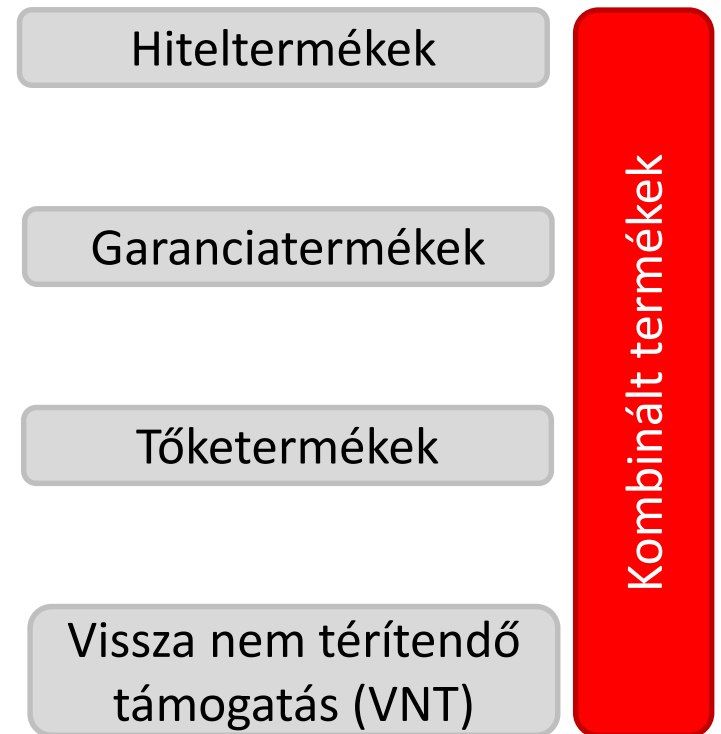 Hiteltermékek
Garanciatermékek
Tőketermékek
Vissza nem térítendő
támogatás (VNT)
Kombinált termékek